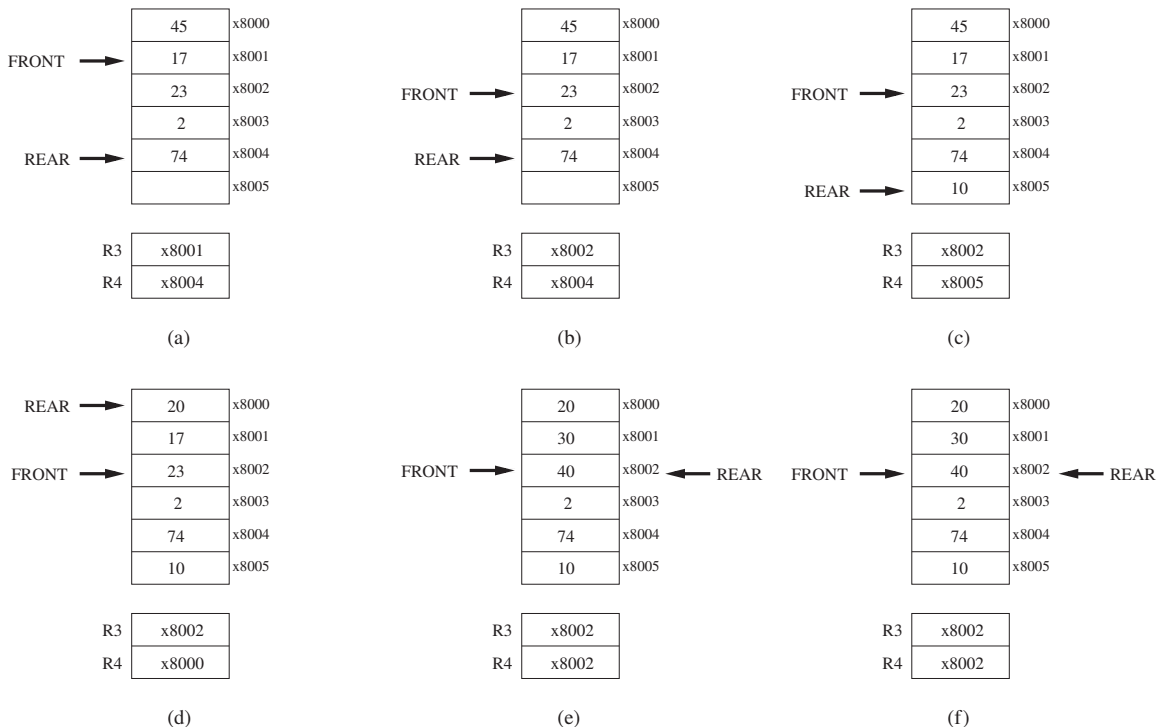 45 x8000
FRONT 17 x8001
23 x8002
2 x8003
REAR 74 x8004
x8005
R3 x8001
R4 x8004
(a)
45 x8000
17 x8001
FRONT 23 x8002
2 x8003
REAR 74 x8004
x8005
R3 x8002
R4 x8004
(b)
45 x8000
17 x8001
FRONT 23 x8002
2 x8003
74 x8004
REAR 10 x8005
R3 x8002
R4 x8005
(c)
REAR 20 x8000
17 x8001
FRONT 23 x8002
2 x8003
74 x8004
10 x8005
R3 x8002
R4 x8000
(d)
20 x8000
30 x8001
FRONT 40 x8002 REAR
2 x8003
74 x8004
10 x8005
R3 x8002
R4 x8002
(e)
20 x8000
30 x8001
FRONT 40 x8002 REAR
2 x8003
74 x8004
10 x8005
R3 x8002
R4 x8002
(f)